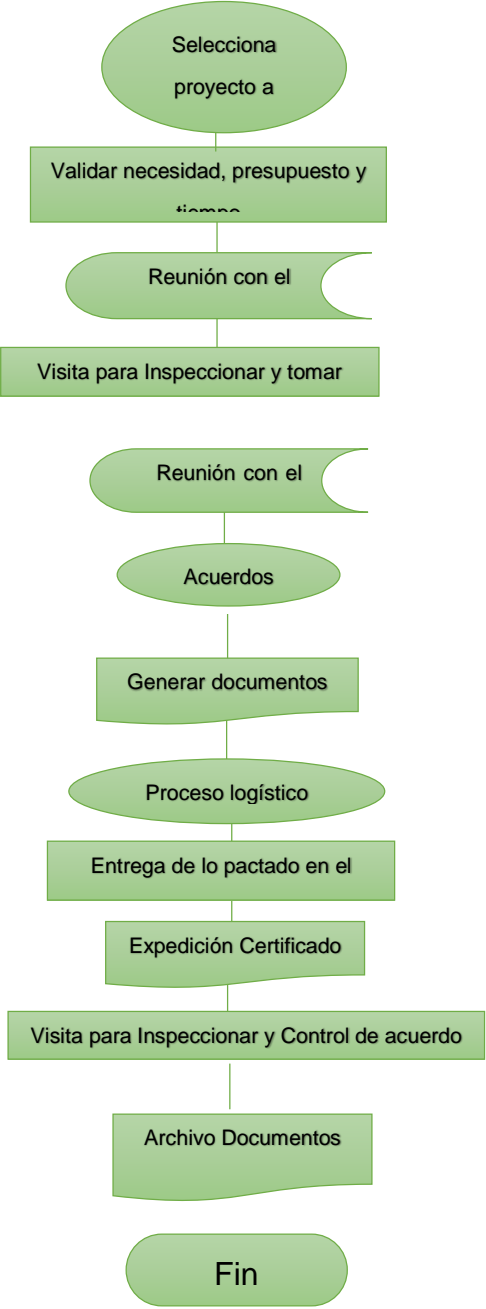 Selecciona
proyecto a
Validar necesidad, presupuesto y
tiempo
Reunión con el
Visita para Inspeccionar y tomar
Reunión con el
Acuerdos
Generar documentos
Proceso logístico
Entrega de lo pactado en el
Expedición Certificado
Visita para Inspeccionar y Control de acuerdo
Archivo Documentos
Fin